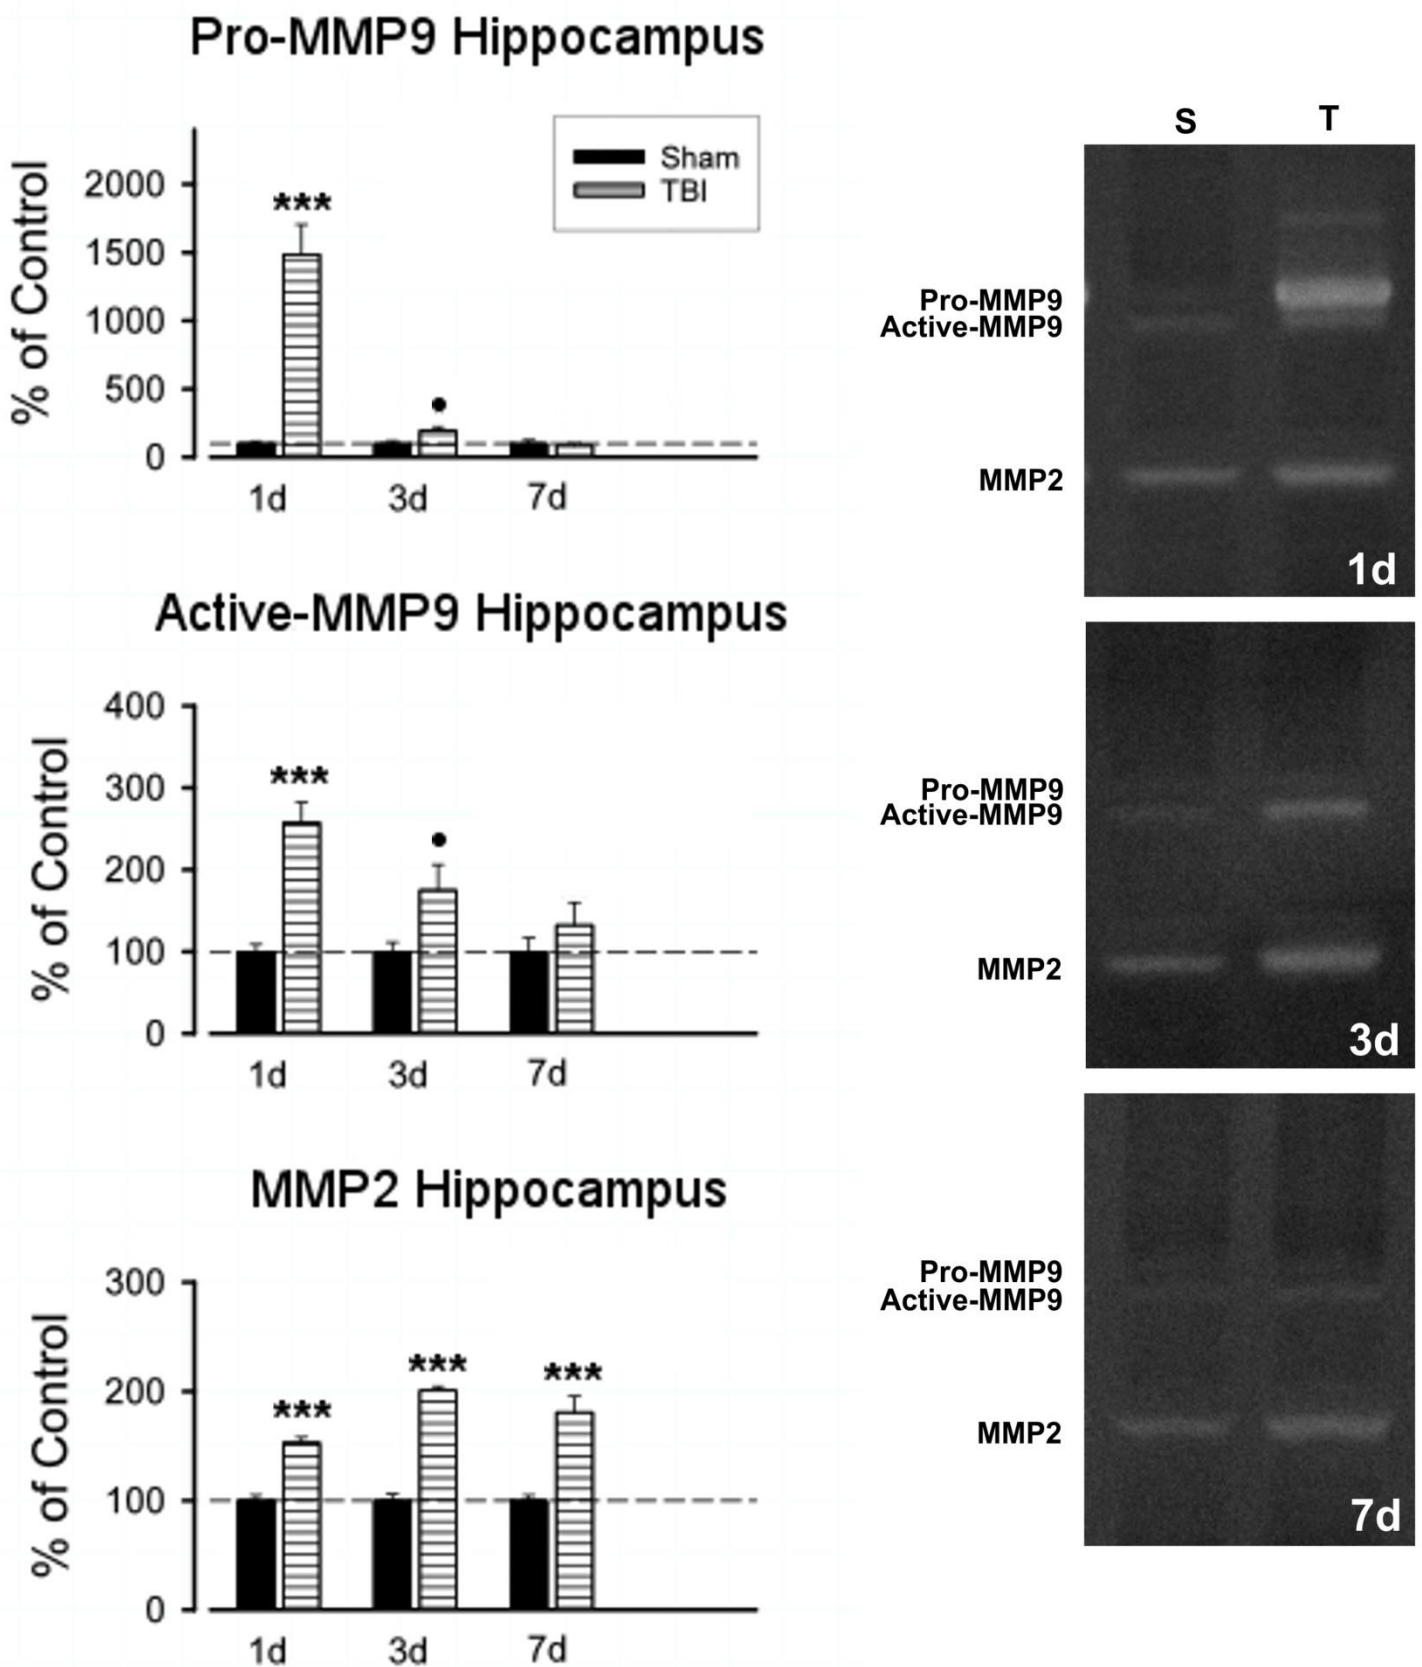 Pro-MMP9 Hippocampus
% of Control
2000
1500
1000
500
0
***
•
Sham
TBI
1d 3d 7d
Active-MMP9 Hippocampus
% of Control
400
300
200
100
0
***
•
1d 3d 7d
MMP2 Hippocampus
% of Control
300
200
100
0
***
***
***
1d 3d 7d
S T
Pro-MMP9
Active-MMP9
MMP2
1d
Pro-MMP9
Active-MMP9
MMP2
3d
Pro-MMP9
Active-MMP9
MMP2
7d